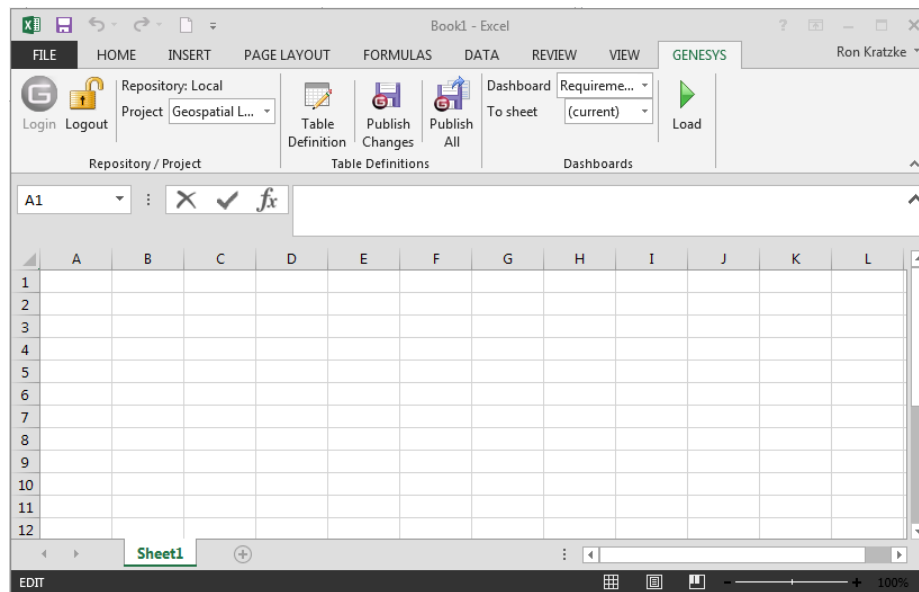 Book1 - Excel ?
FILE HOME INSERT PAGE LAYOUT FORMULAS DATA REVIEW VIEW GENESYS Ron Kratzke
Repository: Local
Project Geospatial L...
Login Logout
Repository / Project
Table Definition
Publish Changes
Publish All
Table Definitions
Dashboard Requireme...
To sheet (current)
Load
Dashboards
A1 fx
A B C D E F G H I J K L
1
2
3
4
5
6
7
8
9
10
11
12
Sheet1
EDIT 100%